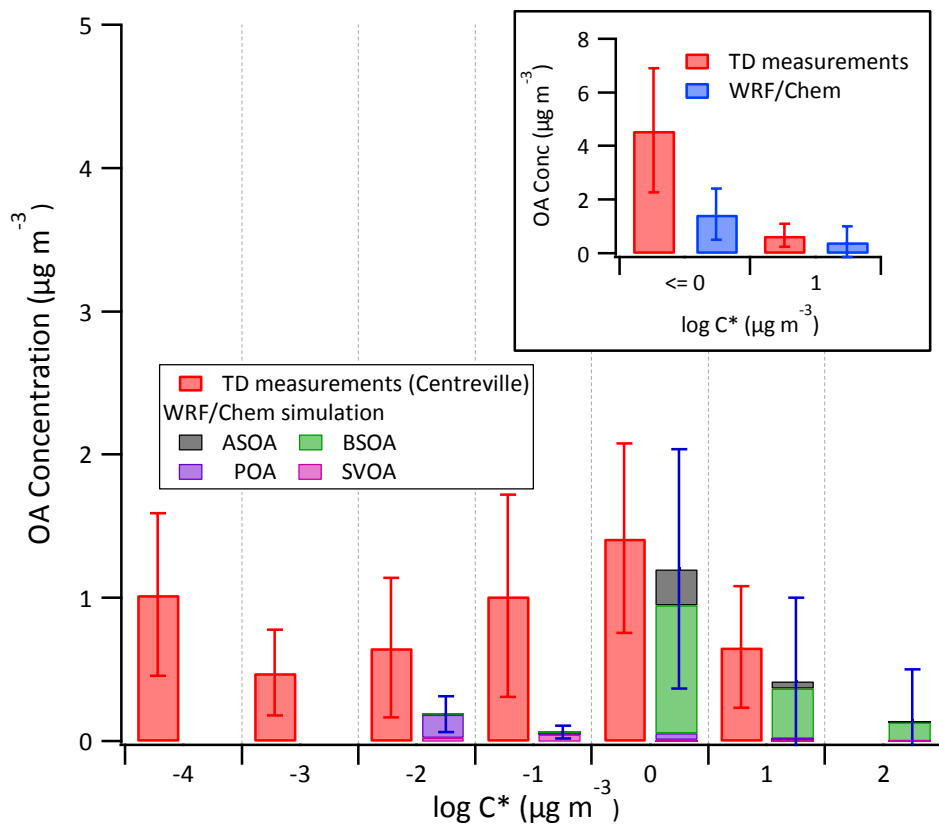 5
4
3
2
1
0
OA Concentration (µg m⁻³)
-4 -3 -2 -1 0 1 2
log C* (µg m⁻³)
TD measurements (Centreville)
WRF/Chem simulation
ASOA BSOA
POA SVOA
8
6
4
2
0
OA Conc (µg m⁻³)
TD measurements
WRF/Chem
<= 0 1
log C* (µg m⁻³)